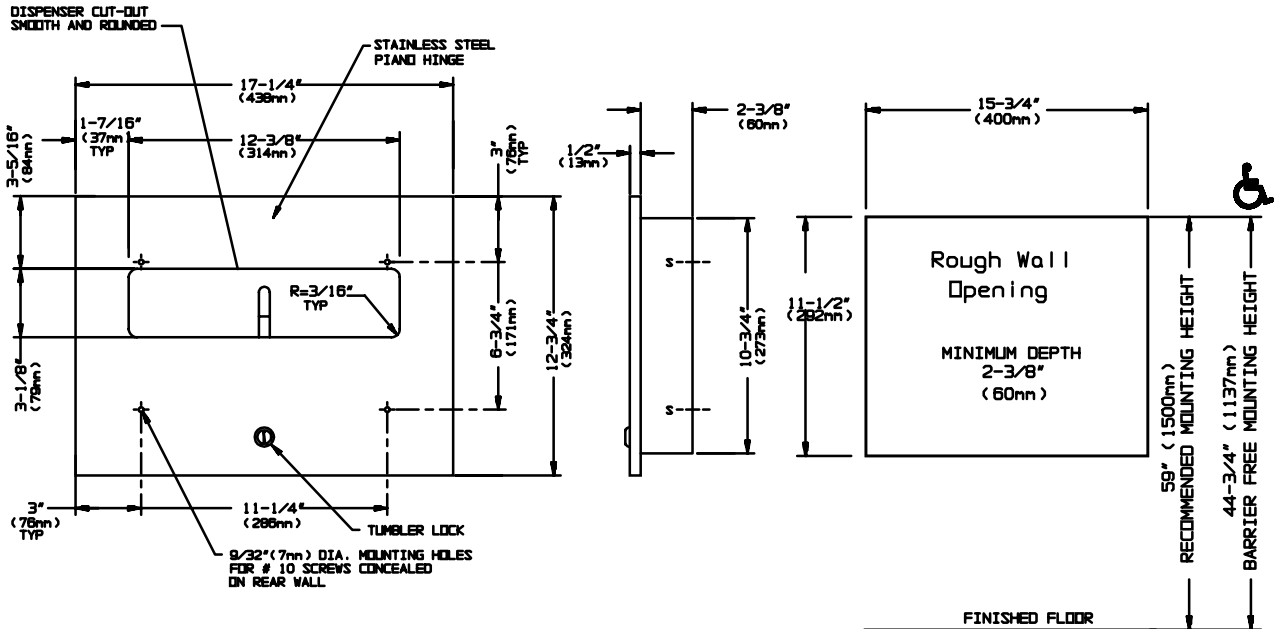 DISPENSER CUT-OUT
SMOOTH AND ROUNDED
STAINLESS STEEL
PIANO HINGE
17-1/4"
(438mm)
1-7/16"
(37mm)
TYP
12-3/8"
(314mm)
3-5/16"
(84mm)
3"
(76mm)
TYP
R=3/16"
TYP
6-3/4"
(171mm)
12-3/4"
(324mm)
3-1/8"
(79mm)
3"
(76mm)
TYP
11-1/4"
(286mm)
TUMBLER LOCK
9/32"(7mm) DIA. MOUNTING HOLES
FOR # 10 SCREWS CONCEALED
ON REAR WALL
2-3/8"
(60mm)
1/2"
(13mm)
S
S
10-3/4"
(273mm)
15-3/4"
(400mm)
11-1/2"
(292mm)
Rough Wall
Opening
MINIMUM DEPTH
2-3/8"
(60mm)
59" (1500mm)
RECOMMENDED MOUNTING HEIGHT
44-3/4" (1137mm)
BARRIER FREE MOUNTING HEIGHT
FINISHED FLOOR